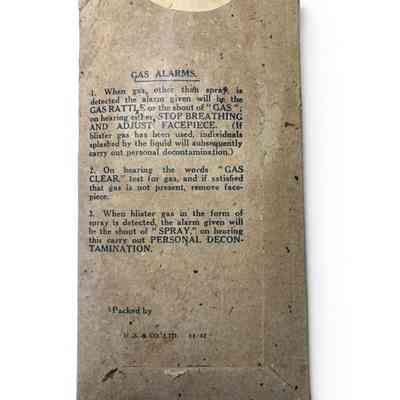 GAS ALARMS.
1. When gas, other than spray is
detected the alarm given will be the
GAS RATTLE or the shout of "GAS";
on hearing either, STOP BREATHING
AND ADJUST FACEPIECE. (If
blister gas has been used, individuals
splashed by the liquid will subsequently
carry out personal decontamination.)
2. On hearing the words "GAS
CLEAR," test for gas, and if satisfied
that gas is not present, remove face-
piece.
3. When blister gas in the form of
spray is detected, the alarm given will
be the shout of "SPRAY," on hearing
this carry out PERSONAL DECON-
TAMINATION.
Packed by
& CO. LTD.